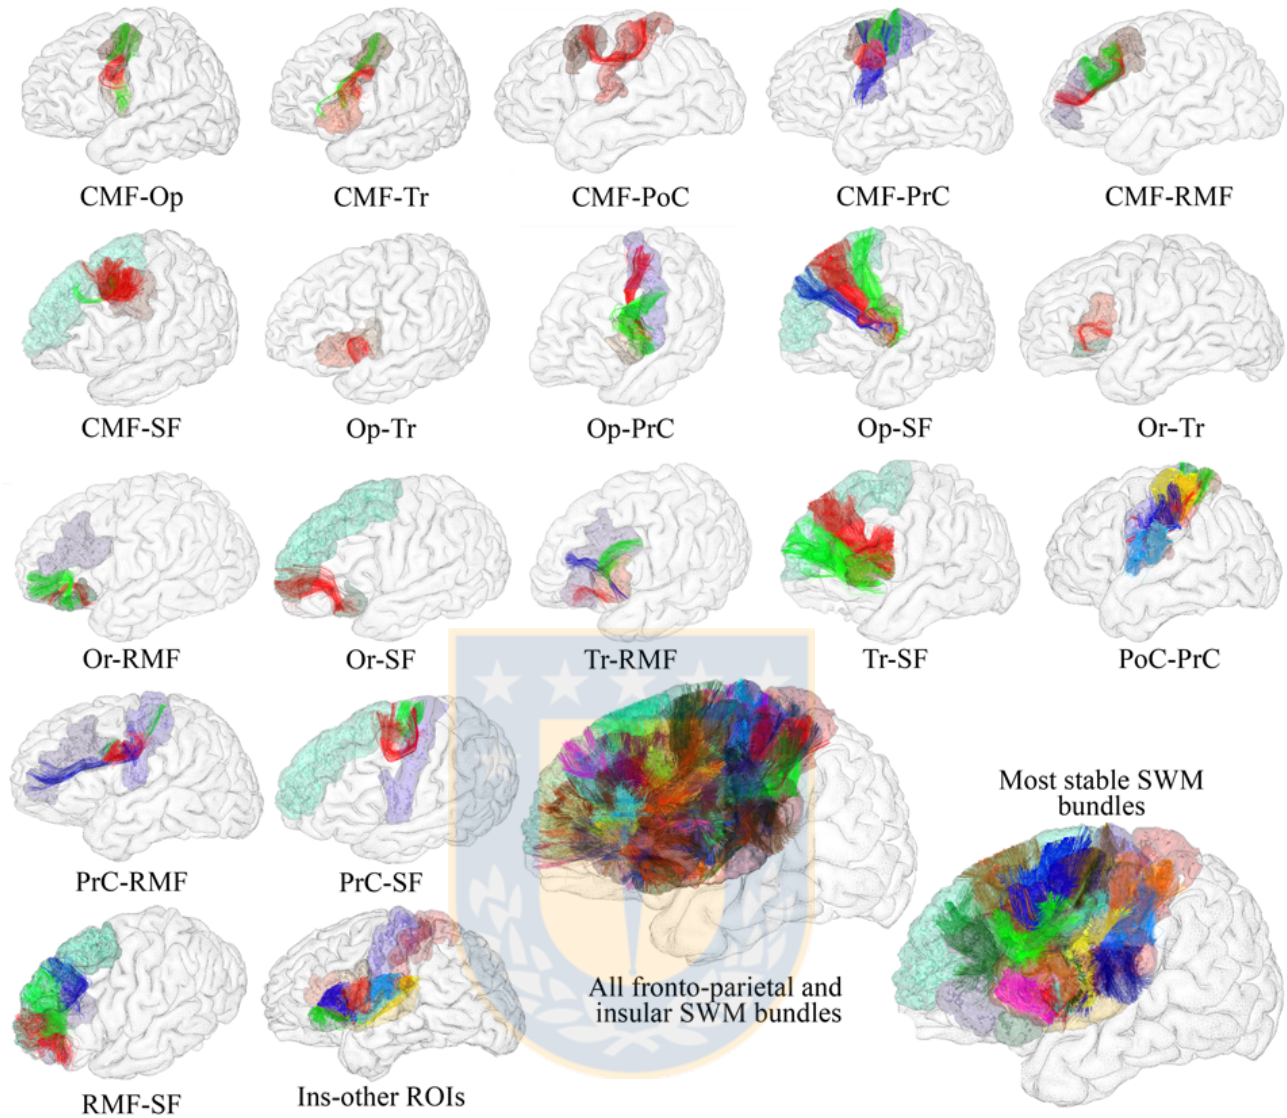 CMF-Op
CMF-Tr
CMF-PoC
CMF-PrC
CMF-RMF
CMF-SF
Op-Tr
Op-PrC
Op-SF
Or-Tr
Or-RMF
Or-SF
Tr-RMF
Tr-SF
PoC-PrC
PrC-RMF
PrC-SF
Most stable SWM
bundles
All fronto-parietal and
insular SWM bundles
RMF-SF
Ins-other ROIs